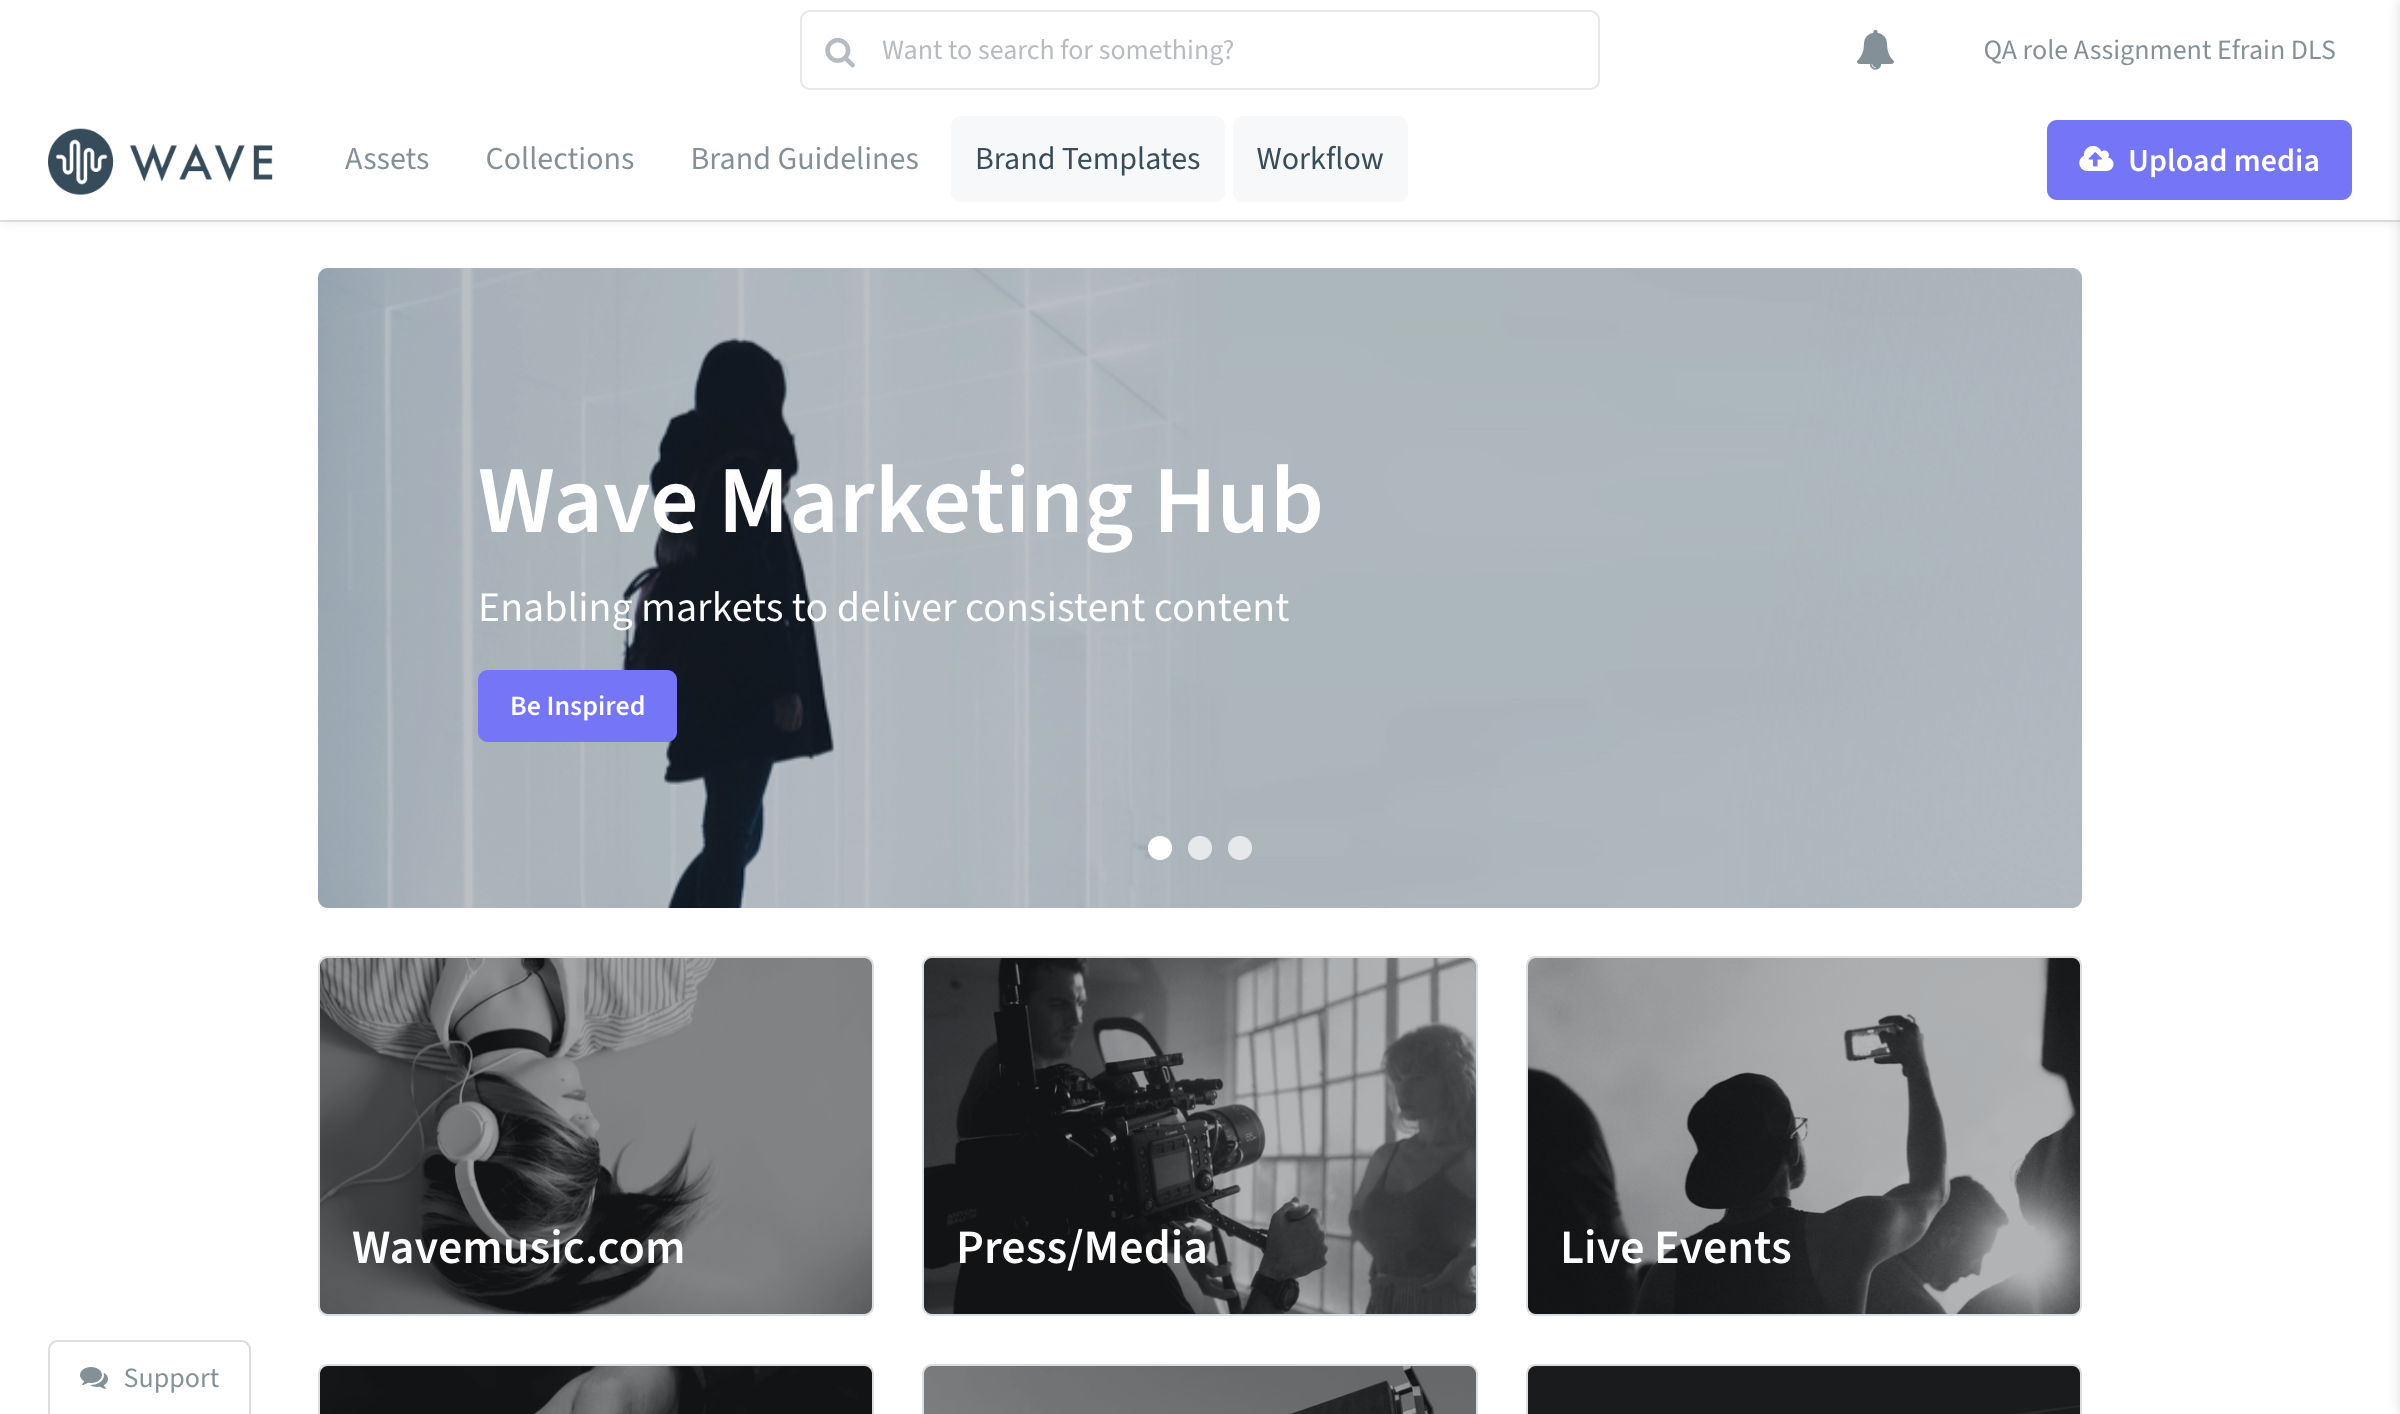 Want to search for something?
QA role Assignment Efrain DLS
WAVE
Assets
Collections
Brand Guidelines
Brand Templates
Workflow
Upload media
Wave Marketing Hub
Enabling markets to deliver consistent content
Be Inspired
Wavemusic.com
Press/Media
Live Events
Support